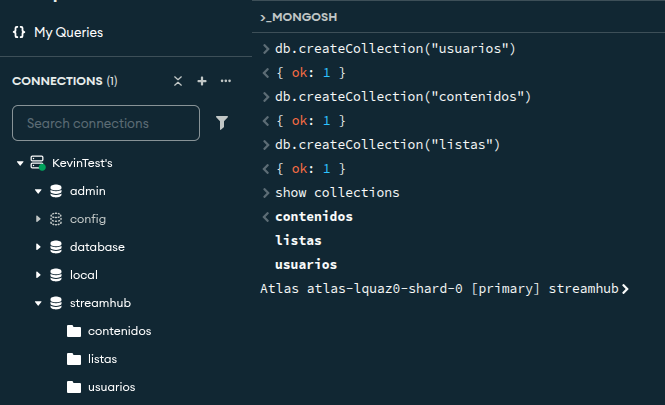 {} My Queries
CONNECTIONS (1)
Search connections
KevinTest's
admin
config
database
local
streamhub
contenidos
listas
usuarios
>_MONGOSH
> db.createCollection("usuarios")
< { ok: 1 }
> db.createCollection("contenidos")
< { ok: 1 }
> db.createCollection("listas")
< { ok: 1 }
> show collections
< contenidos
listas
usuarios
Atlas atlas-lquaz0-shard-0 [primary] streamhub>